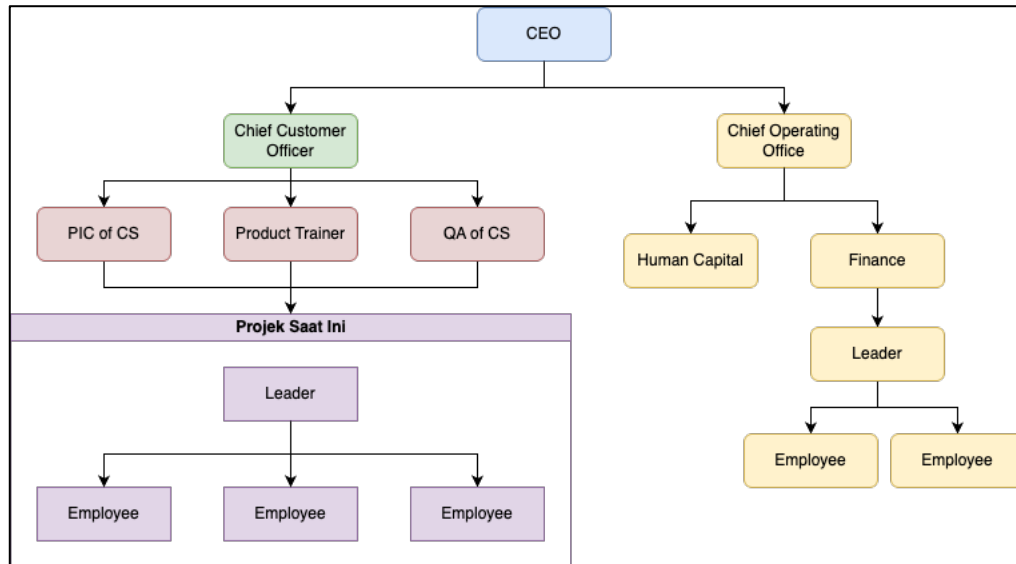 CEO
Chief Customer
Officer
Chief Operating
Office
PIC of CS
Product Trainer
QA of CS
Human Capital
Finance
Projek Saat Ini
Leader
Leader
Employee
Employee
Employee
Employee
Employee